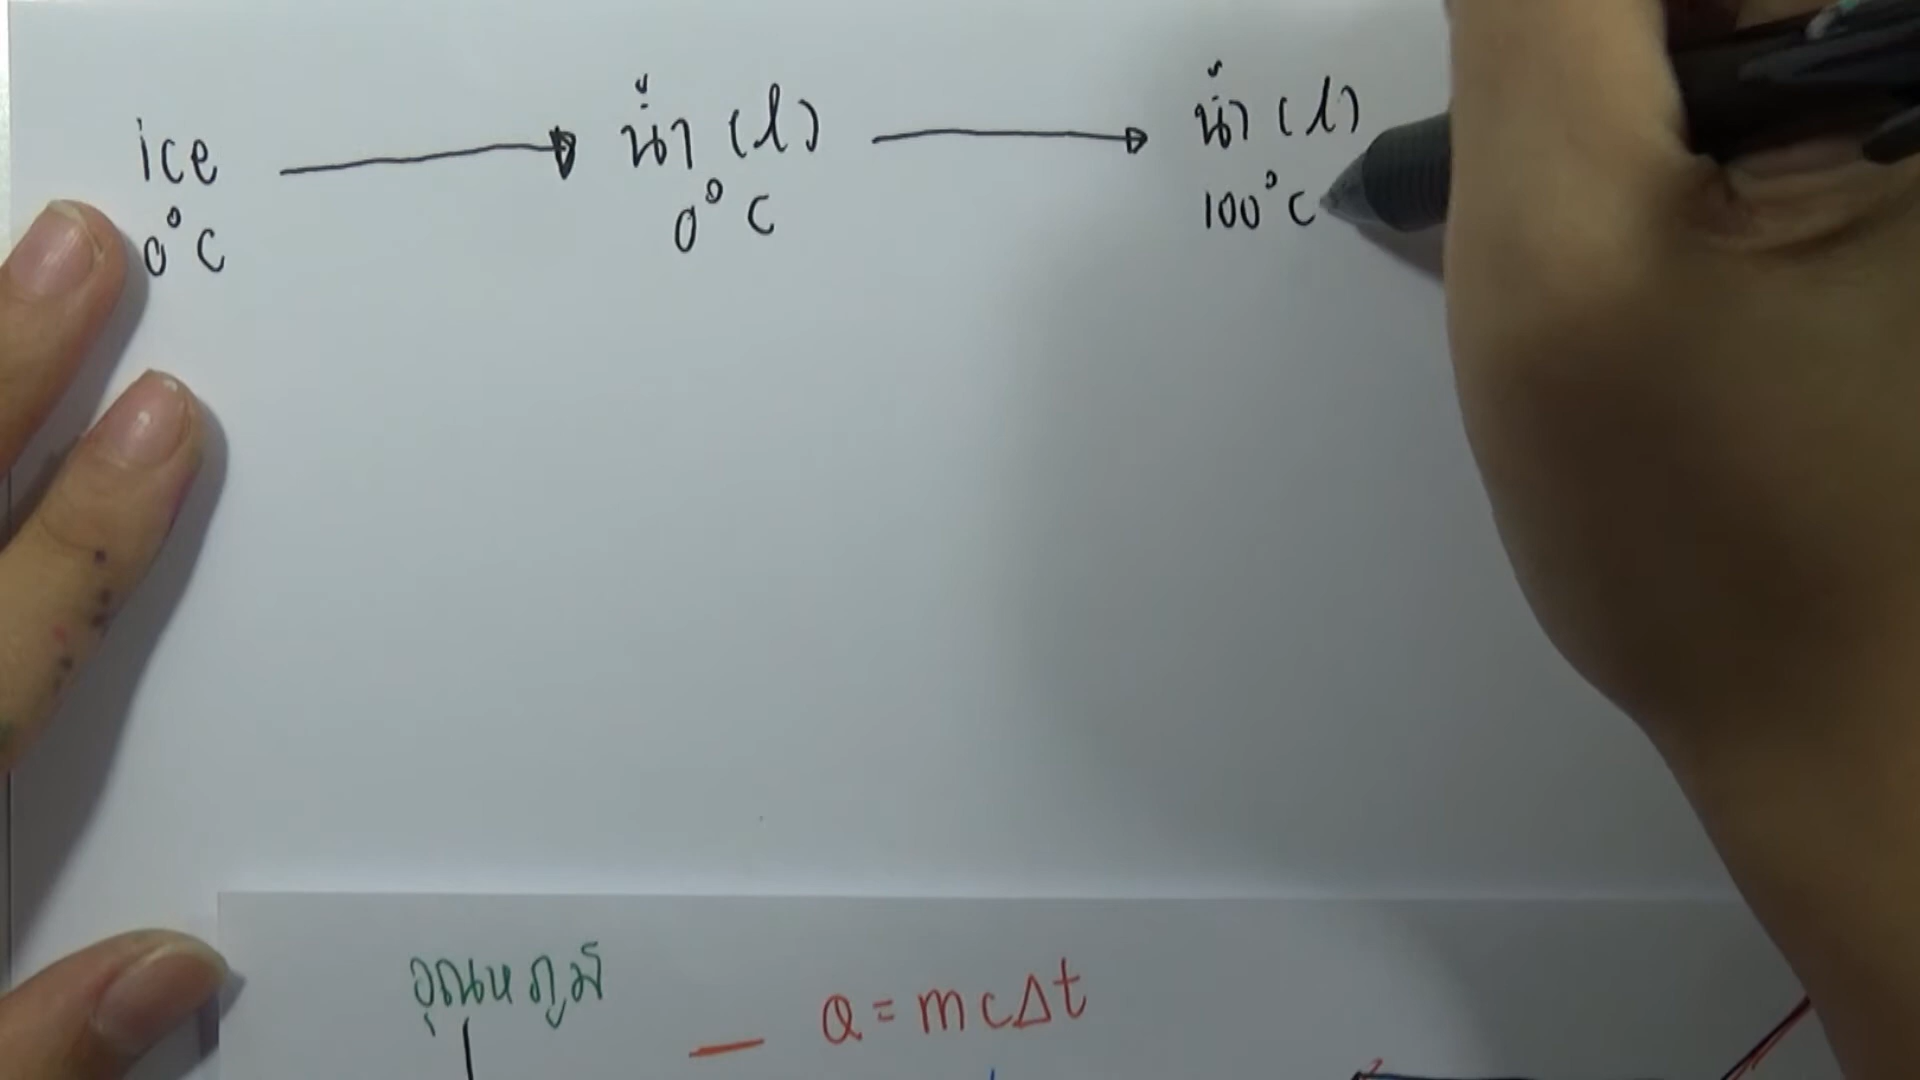 ice → น้ำ (l) → น้ำ (l)
0°C 0°C 100°C
อุณหภูมิ
Q = mcΔt